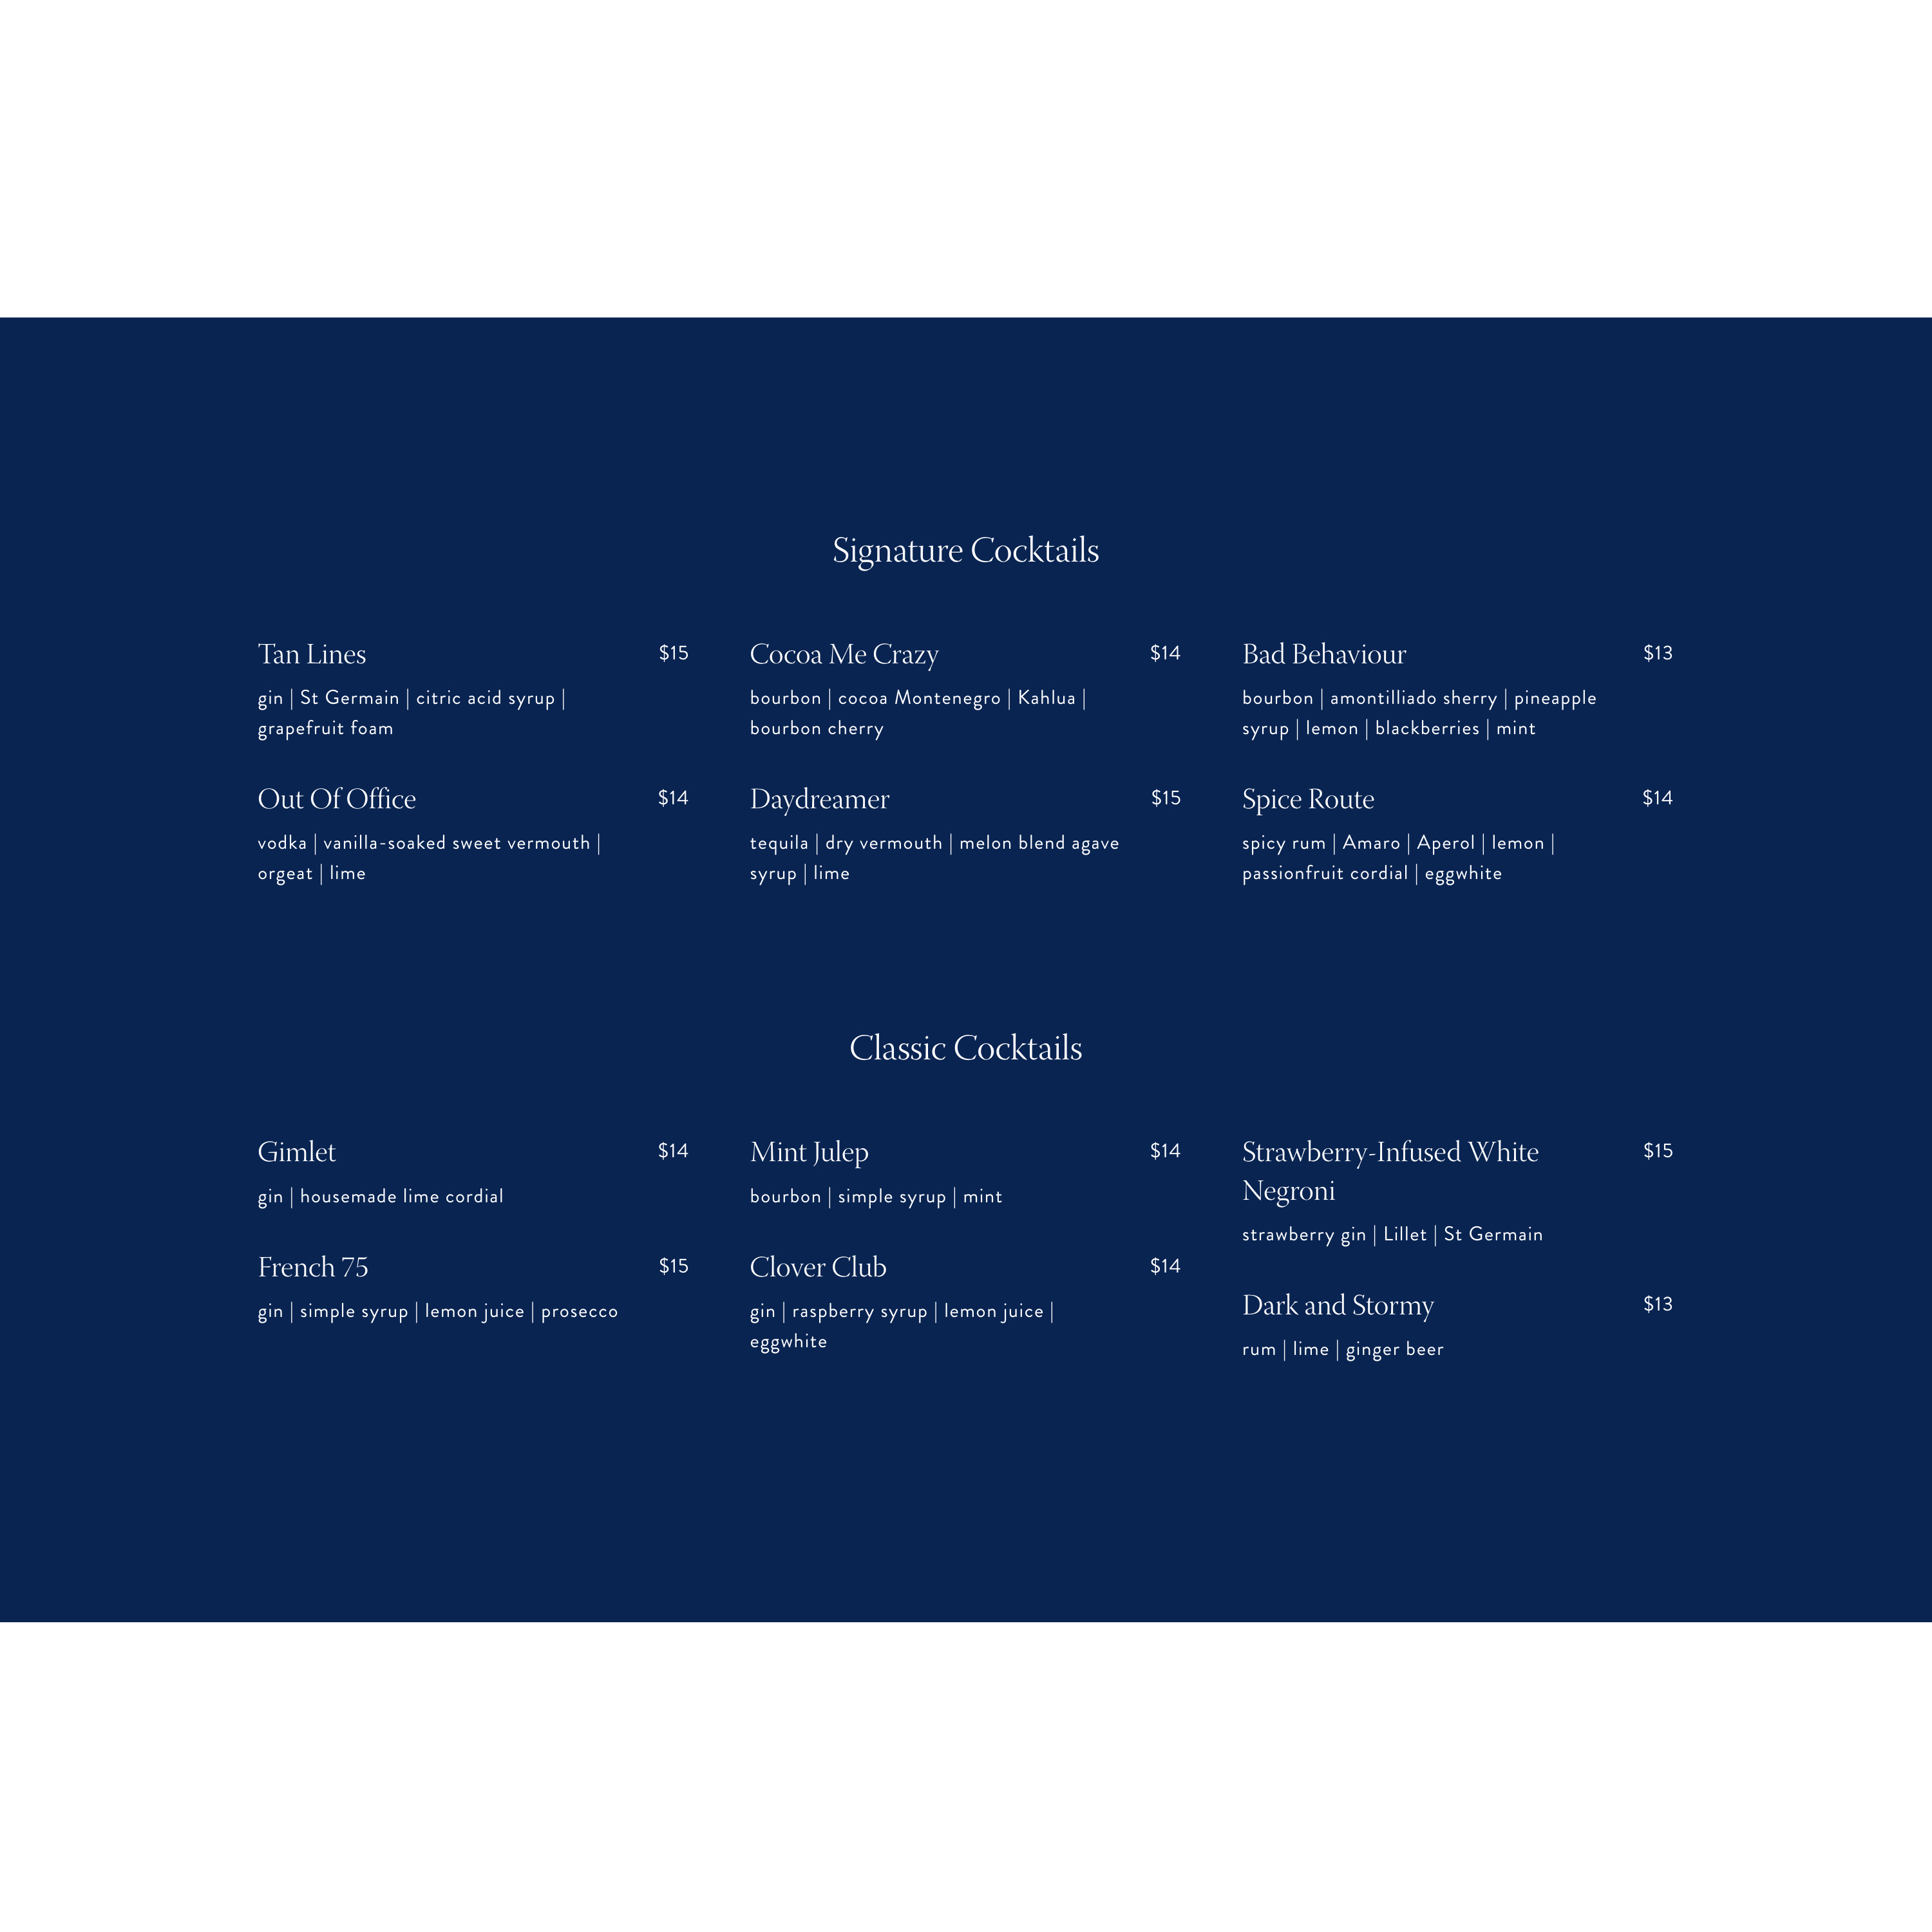 Signature Cocktails
Tan Lines $15
gin | St Germain | citric acid syrup |
grapefruit foam
Out Of Office $14
vodka | vanilla-soaked sweet vermouth |
orgeat | lime
Cocoa Me Crazy $14
bourbon | cocoa Montenegro | Kahlua |
bourbon cherry
Daydreamer $15
tequila | dry vermouth | melon blend agave
syrup | lime
Bad Behaviour $13
bourbon | amontilliado sherry | pineapple
syrup | lemon | blackberries | mint
Spice Route $14
spicy rum | Amaro | Aperol | lemon |
passionfruit cordial | eggwhite
Classic Cocktails
Gimlet $14
gin | housemade lime cordial
French 75 $15
gin | simple syrup | lemon juice | prosecco
Mint Julep $14
bourbon | simple syrup | mint
Clover Club $14
gin | raspberry syrup | lemon juice |
eggwhite
Strawberry-Infused White $15
Negroni
strawberry gin | Lillet | St Germain
Dark and Stormy $13
rum | lime | ginger beer